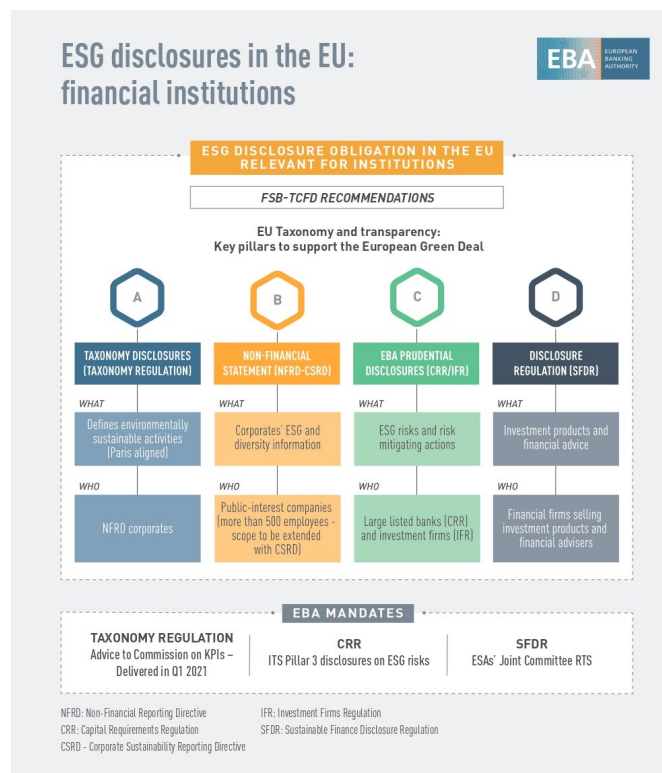 ESG disclosures in the EU:
financial institutions
EBA
EUROPEAN
BANKING
AUTHORITY
ESG DISCLOSURE OBLIGATION IN THE EU
RELEVANT FOR INSTITUTIONS
FSB-TCFD RECOMMENDATIONS
EU Taxonomy and transparency:
Key pillars to support the European Green Deal
A
TAXONOMY DISCLOSURES
(TAXONOMY REGULATION)
WHAT
Defines environmentally
sustainable activities
(Paris aligned)
WHO
NFRD corporates
B
NON-FINANCIAL
STATEMENT (NFRD-CSRD)
WHAT
Corporates' ESG and
diversity information
WHO
Public-interest companies
(more than 500 employees -
scope to be extended
with CSRD)
C
EBA PRUDENTIAL
DISCLOSURES (CRR/IFR)
WHAT
ESG risks and risk
mitigating actions
WHO
Large listed banks (CRR)
and investment firms (IFR)
D
DISCLOSURE
REGULATION (SFDR)
WHAT
Investment products and
financial advice
WHO
Financial firms selling
investment products and
financial advisers
EBA MANDATES
TAXONOMY REGULATION
Advice to Commission on KPIs –
Delivered in Q1 2021
CRR
ITS Pillar 3 disclosures on ESG risks
SFDR
ESAs' Joint Committee RTS
NFRD: Non-Financial Reporting Directive
CRR: Capital Requirements Regulation
CSRD - Corporate Sustainability Reporting Directive
IFR: Investment Firms Regulation
SFDR: Sustainable Finance Disclosure Regulation